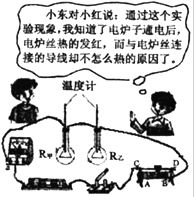 小东对小红说：通过这个实
验现象，我知道了电炉子通电后，
电炉丝热的发红，而与电炉丝连
接的导线却不怎么热的原因了。
温度计
R甲
R乙
C
D
A
B